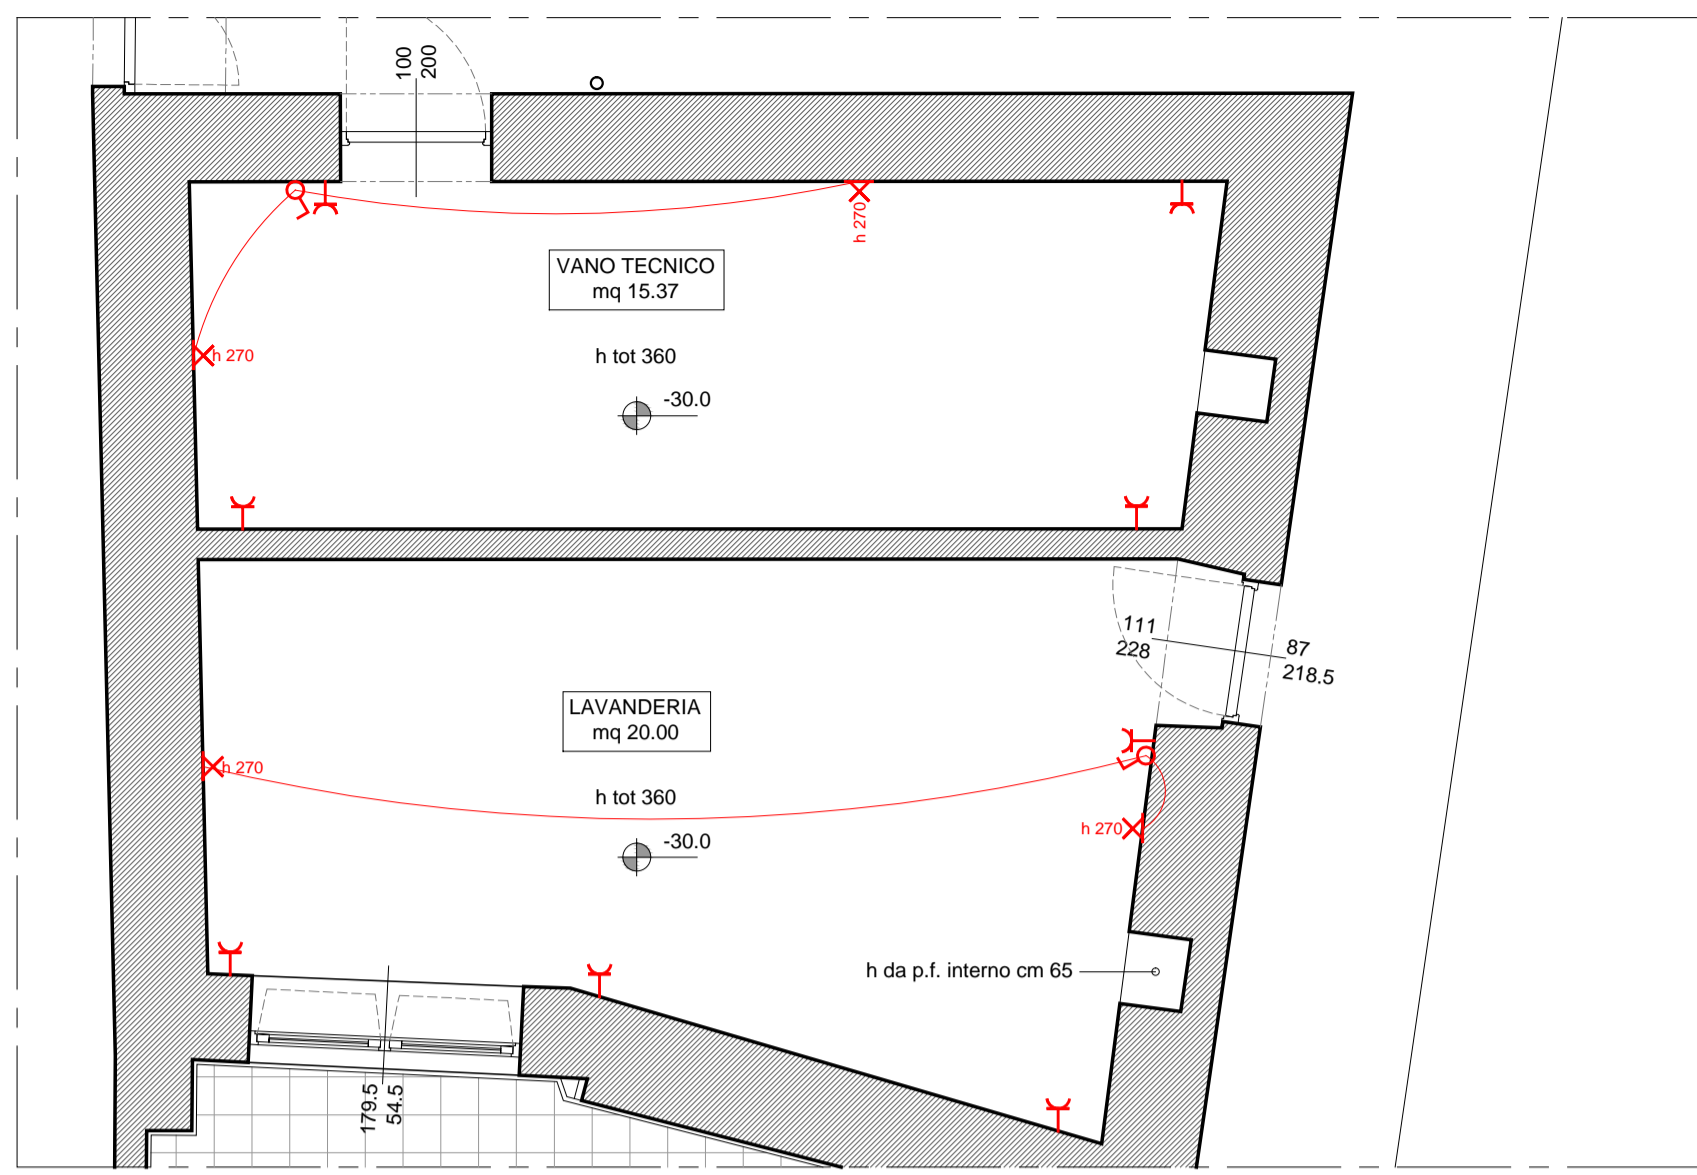 100
200
h 270
VANO TECNICO
mq 15.37
h 270
h tot 360
-30.0
111
228
87
218.5
LAVANDERIA
mq 20.00
h 270
h tot 360
h 270
-30.0
h da p.f. interno cm 65
179.5
54.5